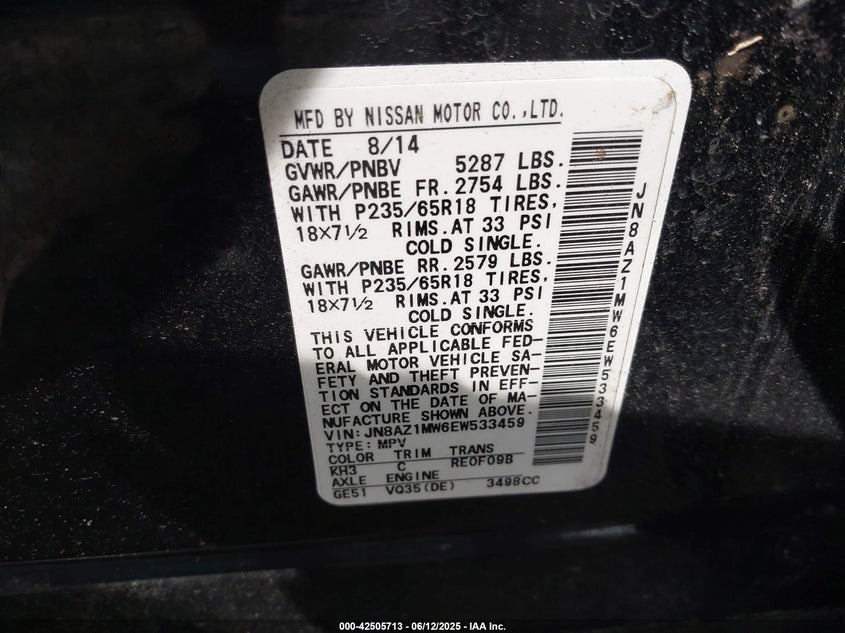 MFD BY NISSAN MOTOR CO.,LTD.
DATE 8/14
GVWR/PNBV 5287 LBS.
GAWR/PNBE FR. 2754 LBS.
WITH P235/65R18 TIRES,
18×7½ RIMS.AT 33 PSI
COLD SINGLE.
GAWR/PNBE RR. 2579 LBS.
WITH P235/65R18 TIRES,
18×7½ RIMS.AT 33 PSI
COLD SINGLE.
THIS VEHICLE CONFORMS
TO ALL APPLICABLE FED-
ERAL MOTOR VEHICLE SA-
FETY AND THEFT PREVEN-
TION STANDARDS IN EFF-
ECT ON THE DATE OF MA-
NUFACTURE SHOWN ABOVE.
VIN: JN8AZ1MW6EW533459
TYPE: MPV
COLOR TRIM TRANS
KH3 C RE0F09B
AXLE ENGINE
GE51 VQ35(DE) 3498CC
JN8AZ1MW6EW533459
000-42505713 - 06/12/2025 - IAA Inc.